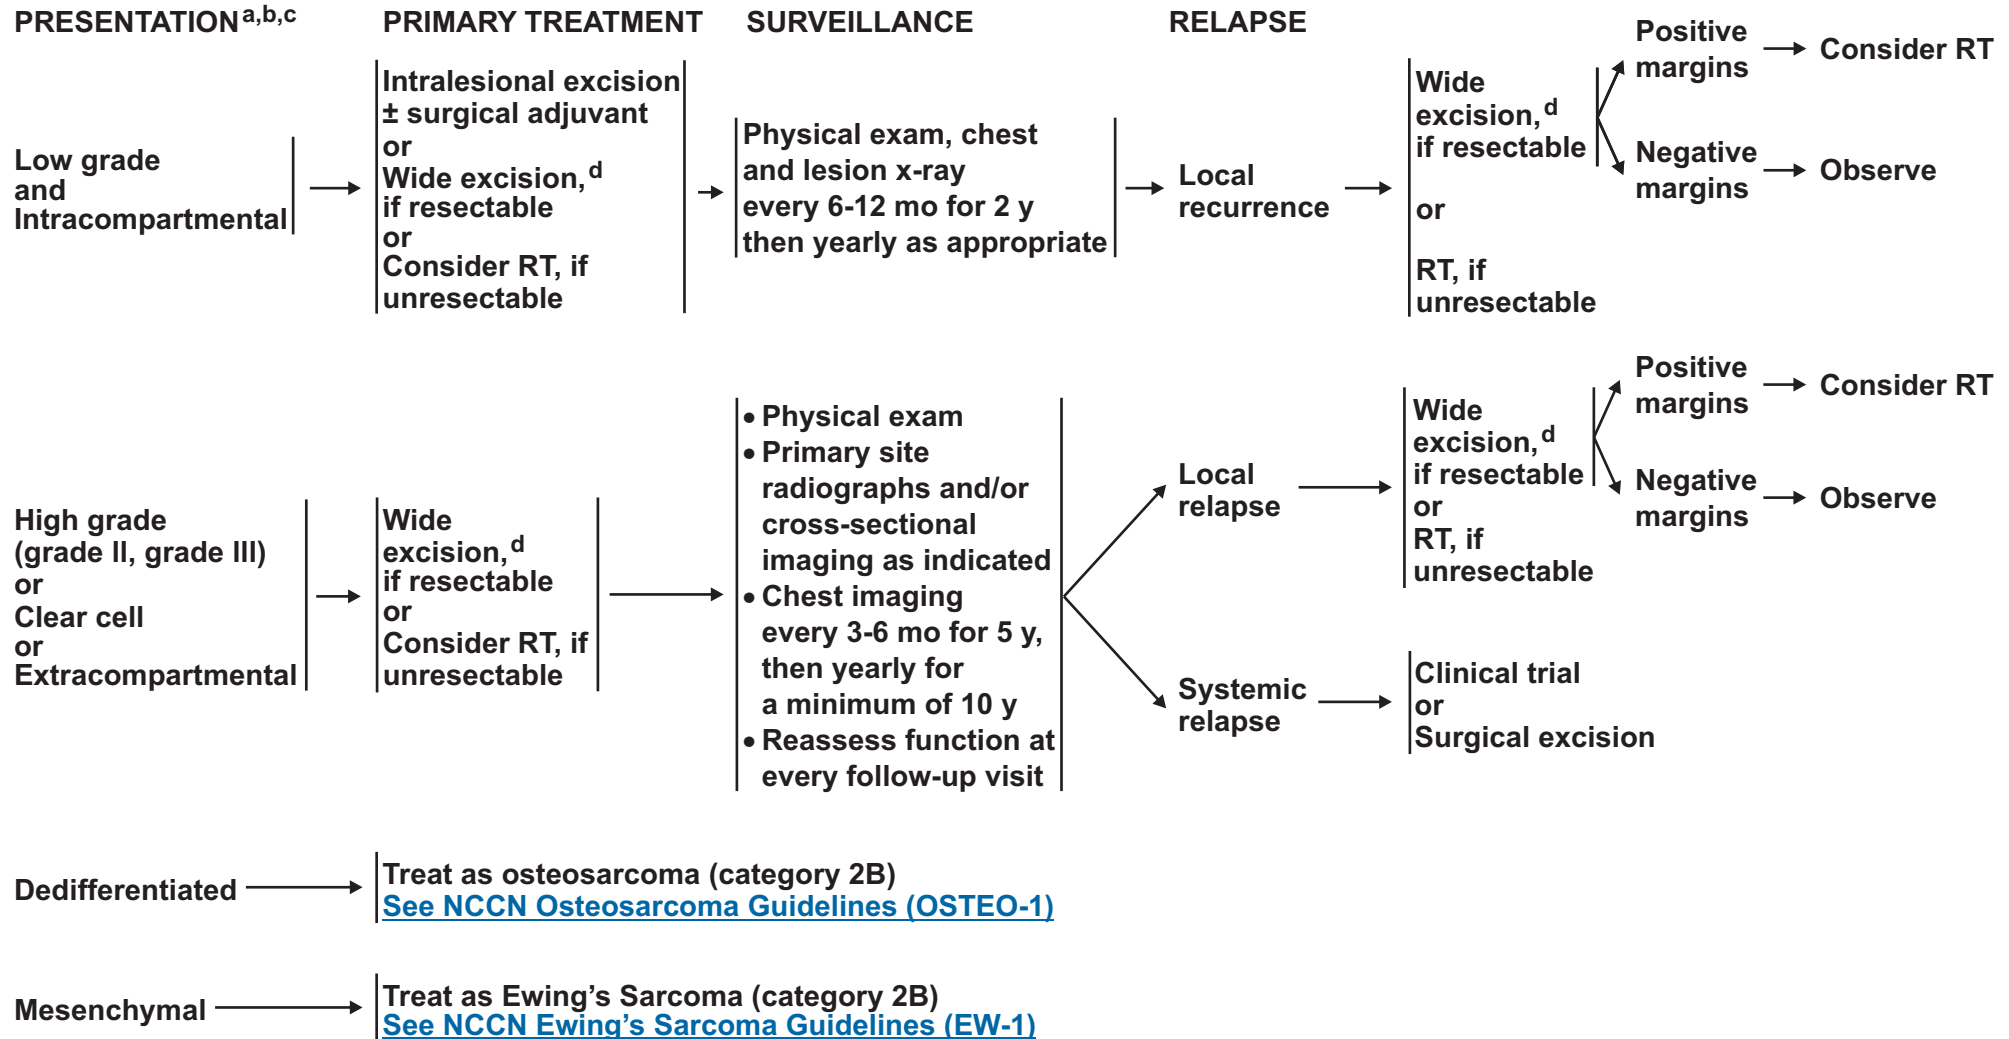 PRESENTATION a,b,c
PRIMARY TREATMENT
SURVEILLANCE
RELAPSE
Low grade
and
Intracompartmental
Intralesional excision
± surgical adjuvant
or
Wide excision, d
if resectable
or
Consider RT, if
unresectable
Physical exam, chest
and lesion x-ray
every 6-12 mo for 2 y
then yearly as appropriate
Local
recurrence
Wide
excision, d
if resectable
or
RT, if
unresectable
Positive
margins
Consider RT
Negative
margins
Observe
High grade
(grade II, grade III)
or
Clear cell
or
Extracompartmental
Wide
excision, d
if resectable
or
Consider RT, if
unresectable
• Physical exam
• Primary site
radiographs and/or
cross-sectional
imaging as indicated
• Chest imaging
every 3-6 mo for 5 y,
then yearly for
a minimum of 10 y
• Reassess function at
every follow-up visit
Local
relapse
Wide
excision, d
if resectable
or
RT, if
unresectable
Positive
margins
Consider RT
Negative
margins
Observe
Systemic
relapse
Clinical trial
or
Surgical excision
Dedifferentiated
Treat as osteosarcoma (category 2B)
See NCCN Osteosarcoma Guidelines (OSTEO-1)
Mesenchymal
Treat as Ewing's Sarcoma (category 2B)
See NCCN Ewing's Sarcoma Guidelines (EW-1)